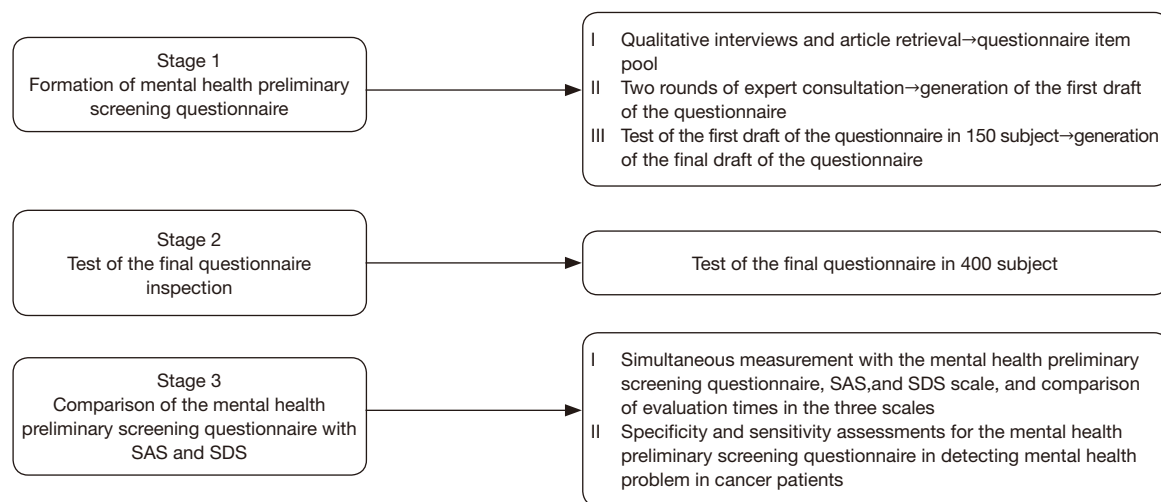 Stage 1
Formation of mental health preliminary
screening questionnaire
I Qualitative interviews and article retrieval→questionnaire item
pool
II Two rounds of expert consultation→generation of the first draft
of the questionnaire
III Test of the first draft of the questionnaire in 150 subject→generation
of the final draft of the questionnaire
Stage 2
Test of the final questionnaire
inspection
Test of the final questionnaire in 400 subject
Stage 3
Comparison of the mental health
preliminary screening questionnaire with
SAS and SDS
I Simultaneous measurement with the mental health preliminary
screening questionnaire, SAS,and SDS scale, and comparison
of evaluation times in the three scales
II Specificity and sensitivity assessments for the mental health
preliminary screening questionnaire in detecting mental health
problem in cancer patients